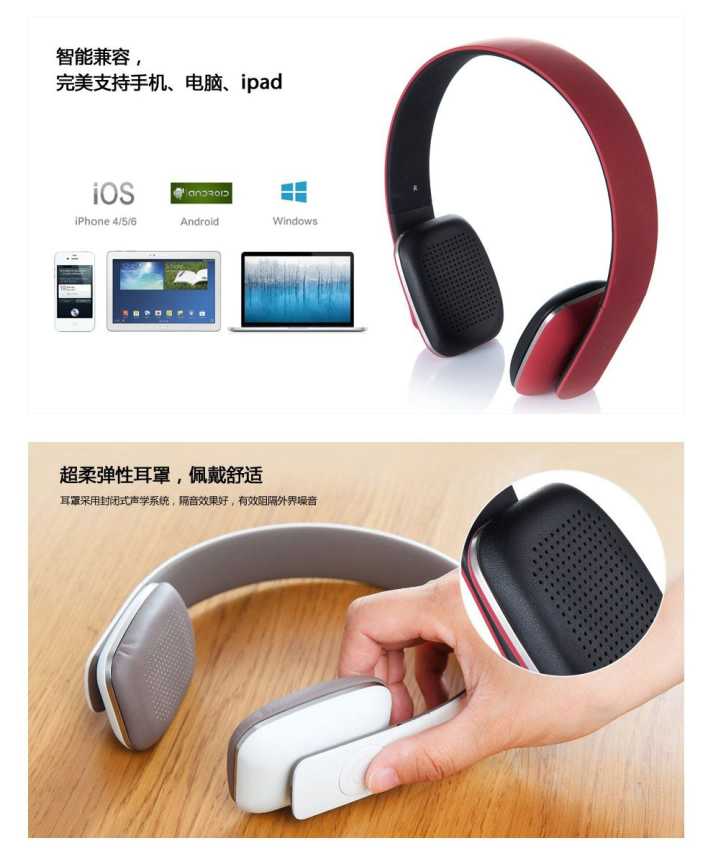 智能兼容，
完美支持手机、电脑、ipad
iOS
ANDROID
iPhone 4/5/6
Android
Windows
R
超柔弹性耳罩，佩戴舒适
耳罩采用封闭式声学系统，隔音效果好，有效阻隔外界噪音